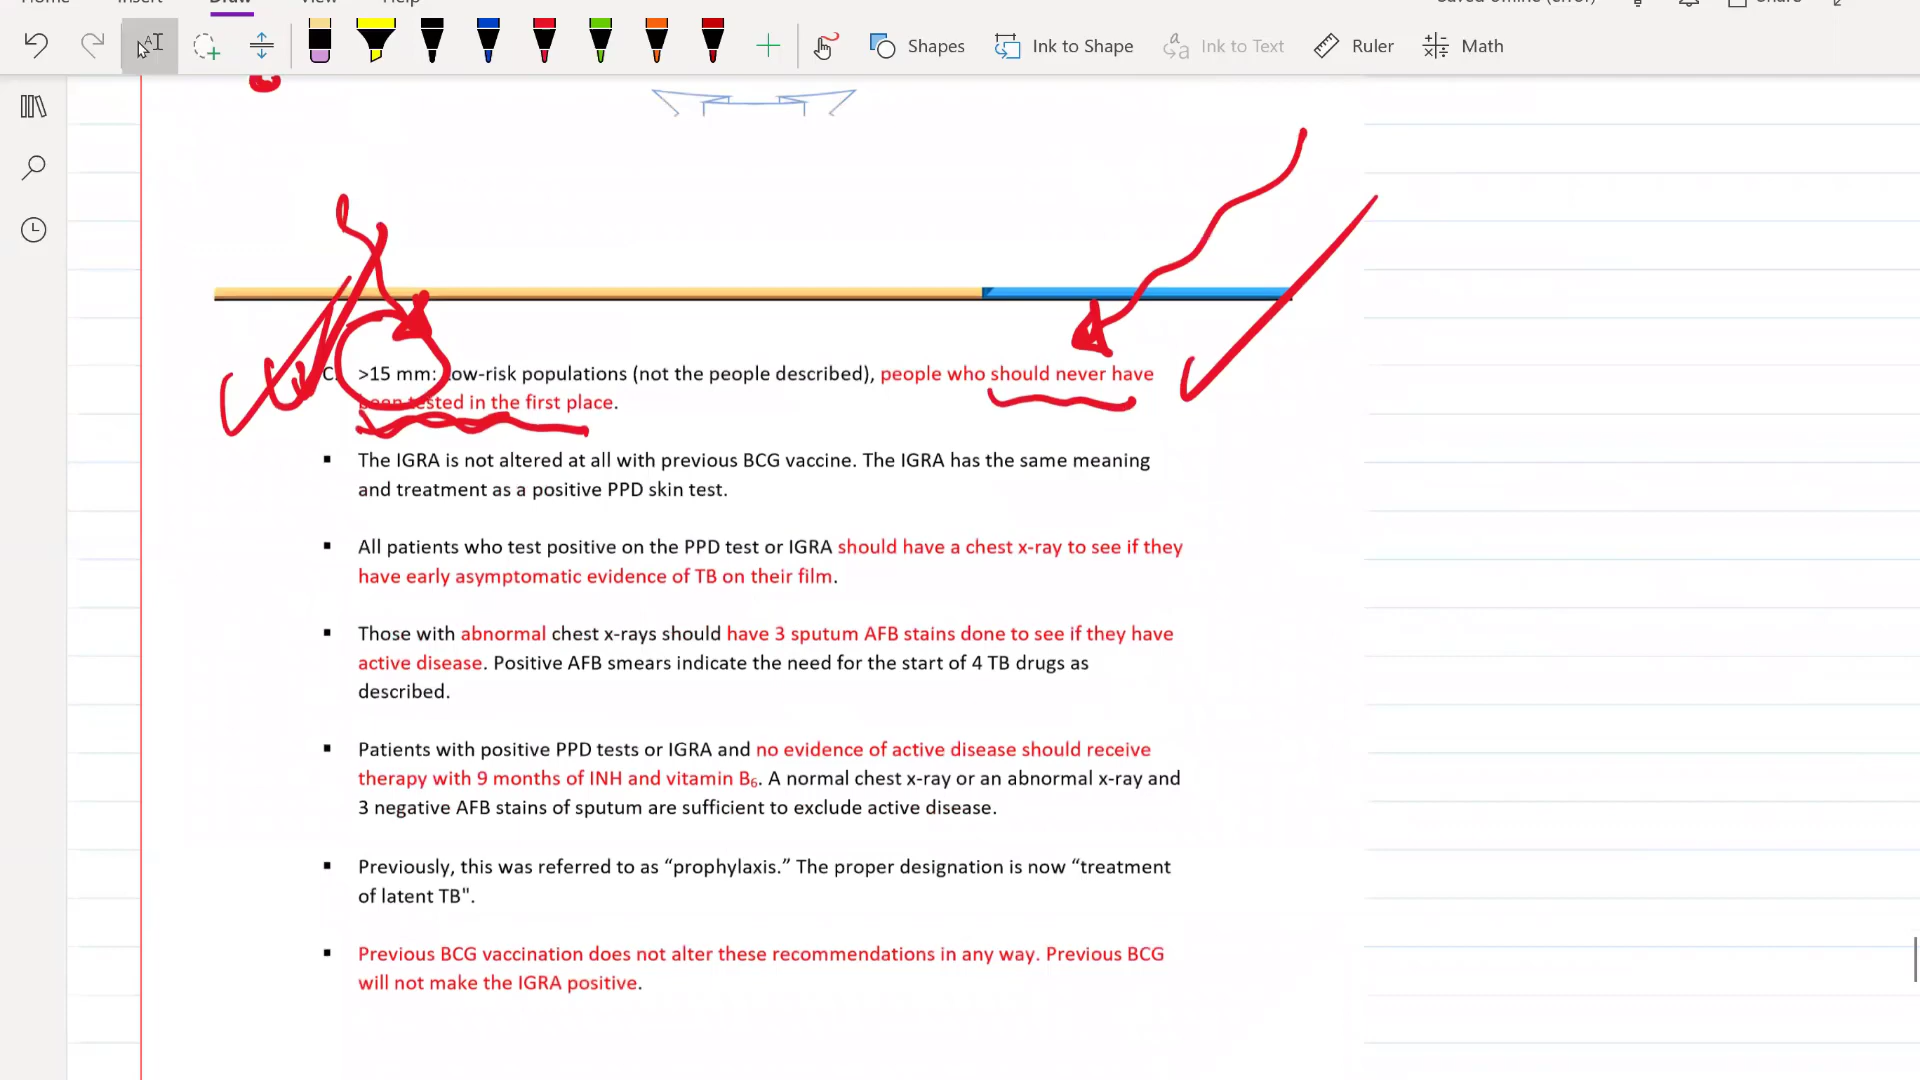 Shapes
Ink to Shape
Ink to Text
Ruler
Math
>15 mm: Low-risk populations (not the people described), people who should never have
been tested in the first place.
▪ The IGRA is not altered at all with previous BCG vaccine. The IGRA has the same meaning
and treatment as a positive PPD skin test.
▪ All patients who test positive on the PPD test or IGRA should have a chest x-ray to see if they
have early asymptomatic evidence of TB on their film.
▪ Those with abnormal chest x-rays should have 3 sputum AFB stains done to see if they have
active disease. Positive AFB smears indicate the need for the start of 4 TB drugs as
described.
▪ Patients with positive PPD tests or IGRA and no evidence of active disease should receive
therapy with 9 months of INH and vitamin B₆. A normal chest x-ray or an abnormal x-ray and
3 negative AFB stains of sputum are sufficient to exclude active disease.
▪ Previously, this was referred to as “prophylaxis.” The proper designation is now “treatment
of latent TB".
▪ Previous BCG vaccination does not alter these recommendations in any way. Previous BCG
will not make the IGRA positive.